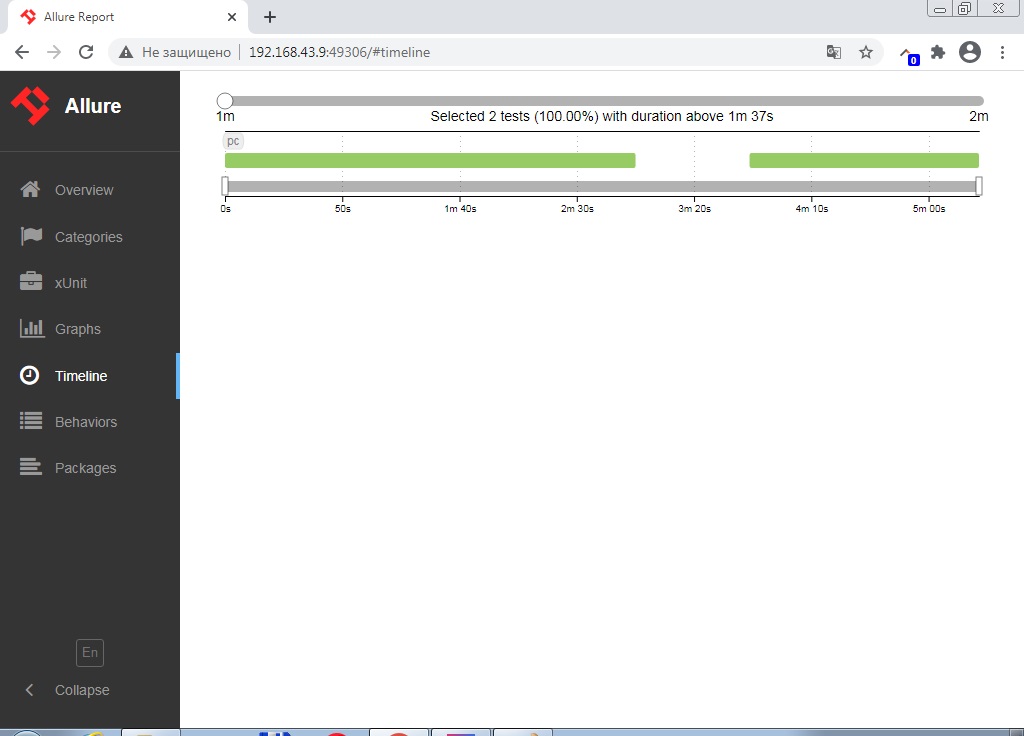 Allure Report
Не защищено
192.168.43.9:49306/#timeline
0
Allure
Overview
Categories
xUnit
Graphs
Timeline
Behaviors
Packages
En
Collapse
1m Selected 2 tests (100.00%) with duration above 1m 37s 2m
pc
0s 50s 1m 40s 2m 30s 3m 20s 4m 10s 5m 00s